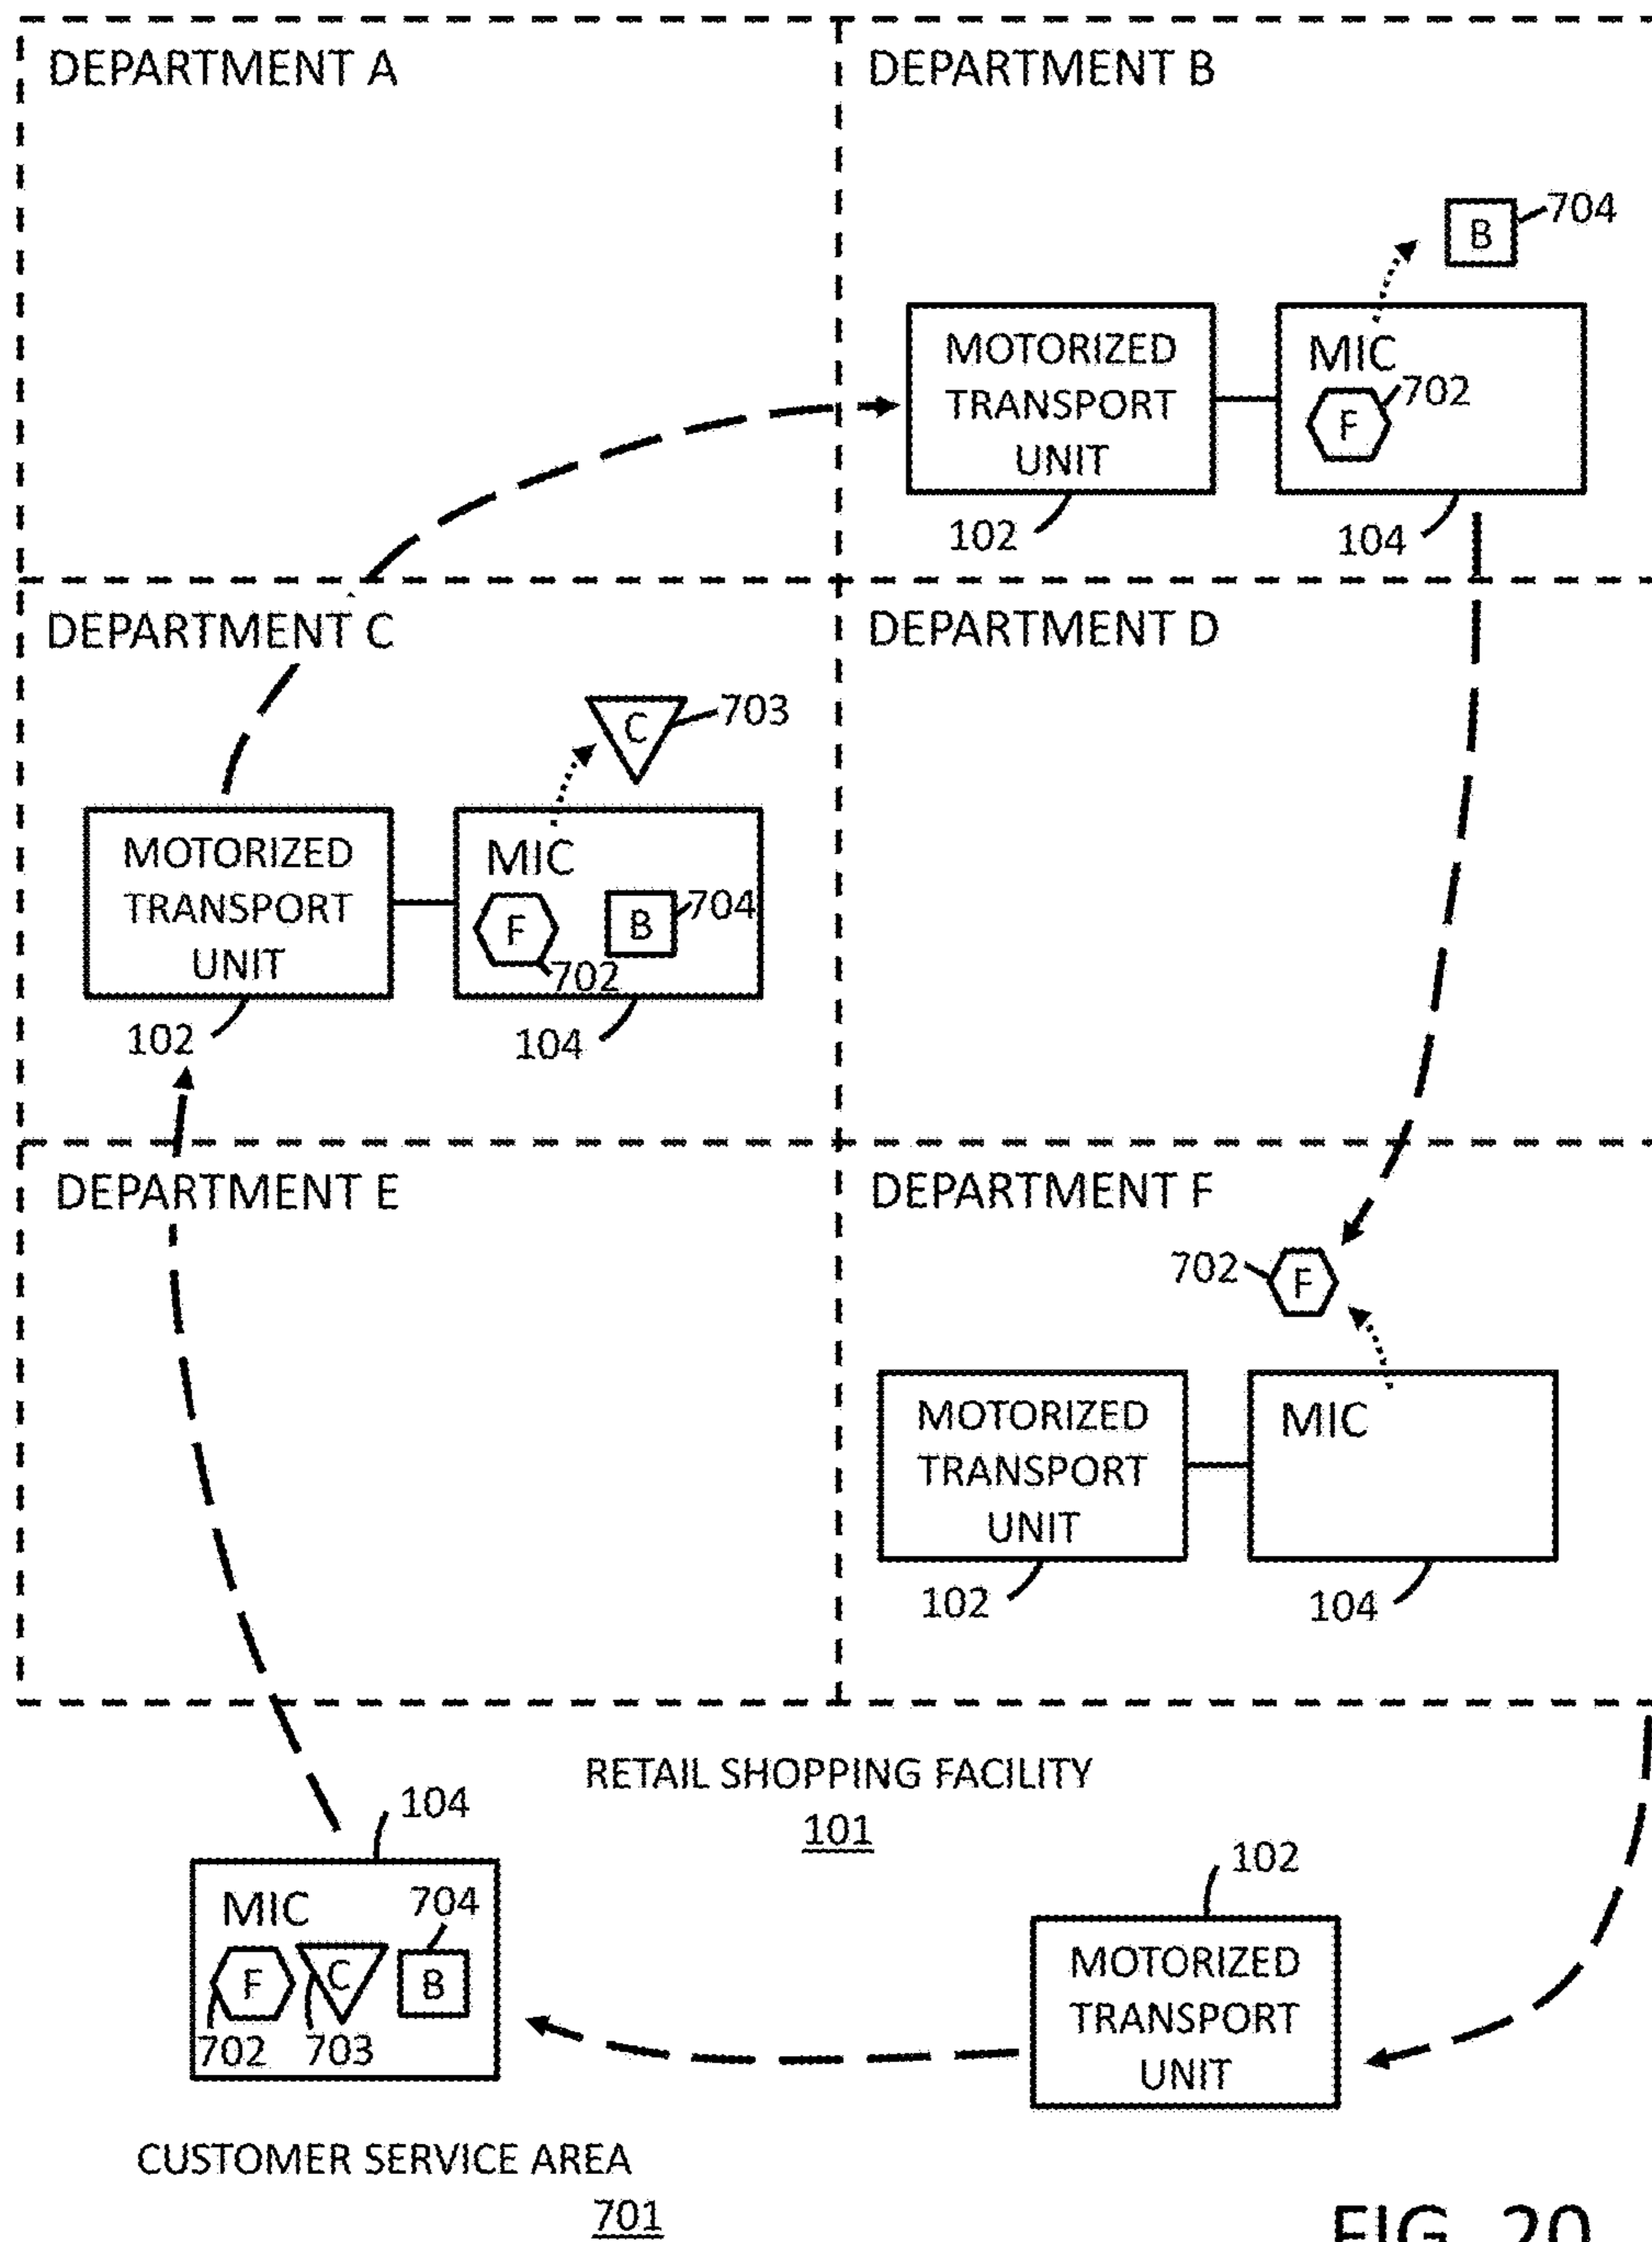 DEPARTMENT A
DEPARTMENT B
B
704
MOTORIZED
TRANSPORT
UNIT
MIC
F
702
102
104
DEPARTMENT C
DEPARTMENT D
C
703
MOTORIZED
TRANSPORT
UNIT
MIC
F
702
B
704
102
104
DEPARTMENT E
DEPARTMENT F
702
F
MOTORIZED
TRANSPORT
UNIT
MIC
102
104
RETAIL SHOPPING FACILITY
101
104
MIC
704
F
C
B
702
703
102
MOTORIZED
TRANSPORT
UNIT
CUSTOMER SERVICE AREA
701
FIG. 20